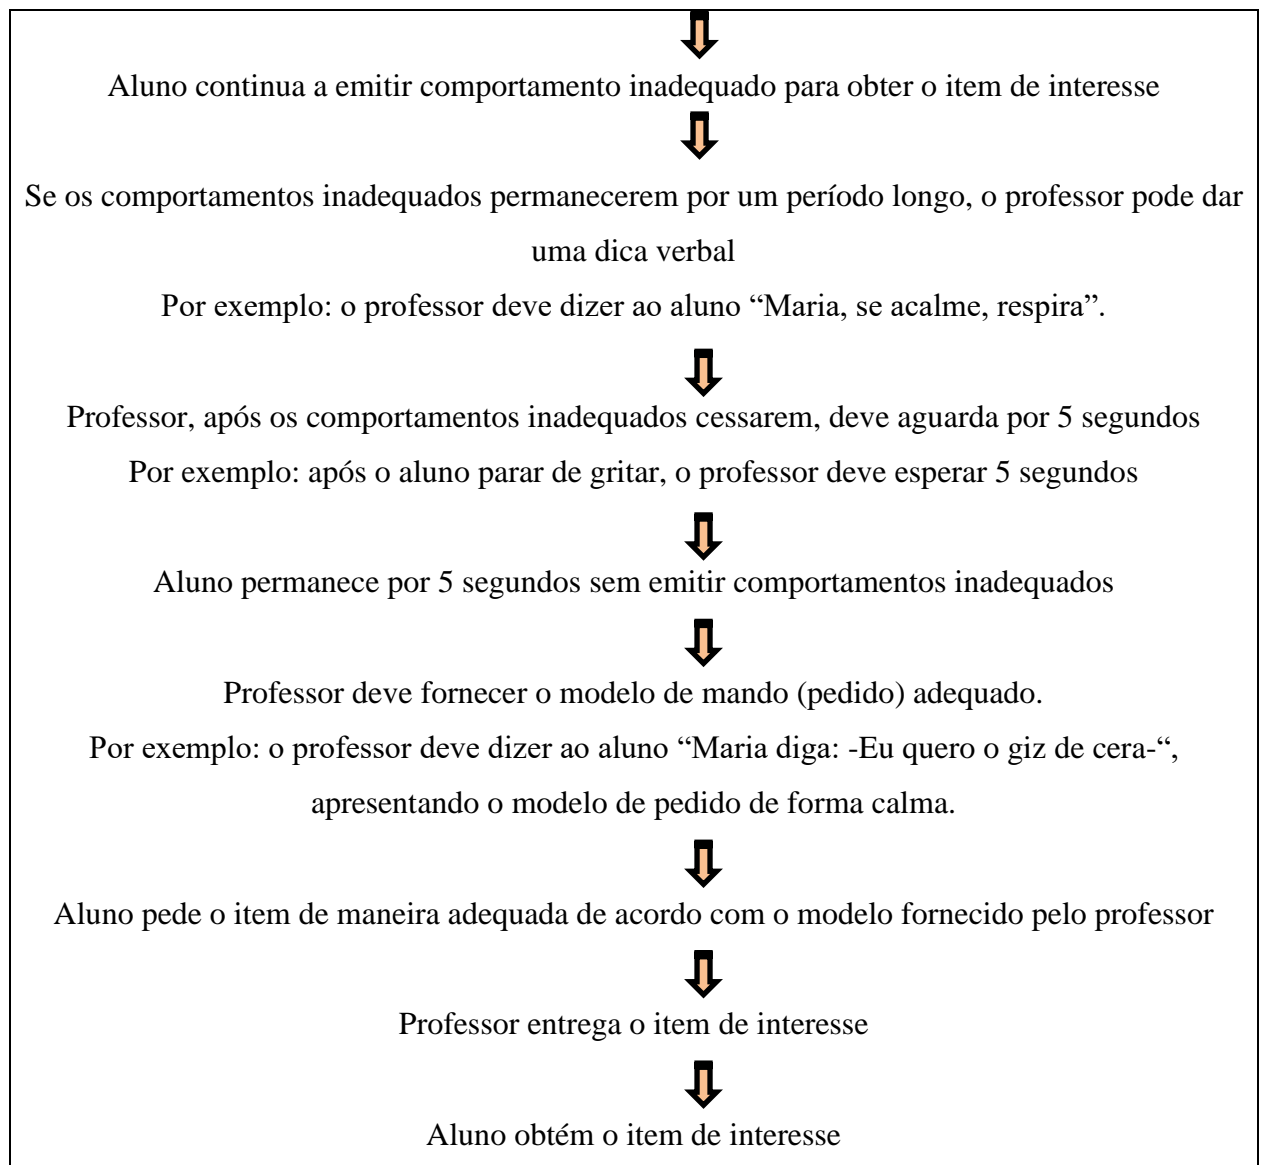 Aluno continua a emitir comportamento inadequado para obter o item de interesse
Se os comportamentos inadequados permanecerem por um período longo, o professor pode dar
uma dica verbal
Por exemplo: o professor deve dizer ao aluno “Maria, se acalme, respira”.
Professor, após os comportamentos inadequados cessarem, deve aguarda por 5 segundos
Por exemplo: após o aluno parar de gritar, o professor deve esperar 5 segundos
Aluno permanece por 5 segundos sem emitir comportamentos inadequados
Professor deve fornecer o modelo de mando (pedido) adequado.
Por exemplo: o professor deve dizer ao aluno “Maria diga: -Eu quero o giz de cera-“,
apresentando o modelo de pedido de forma calma.
Aluno pede o item de maneira adequada de acordo com o modelo fornecido pelo professor
Professor entrega o item de interesse
Aluno obtém o item de interesse